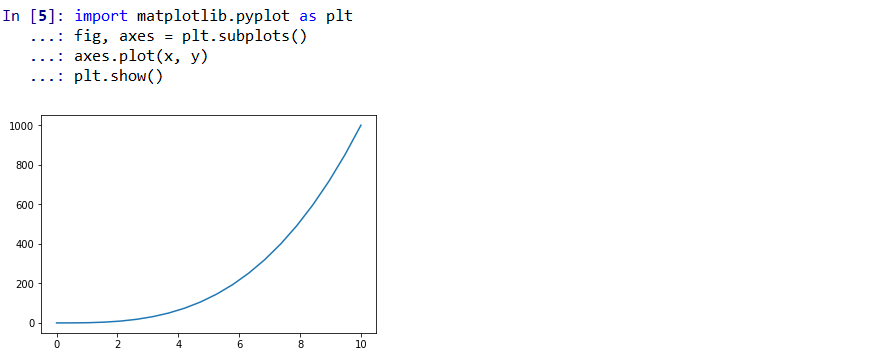 In [5]: import matplotlib.pyplot as plt
...: fig, axes = plt.subplots()
...: axes.plot(x, y)
...: plt.show()
1000
800
600
400
200
0
0 2 4 6 8 10